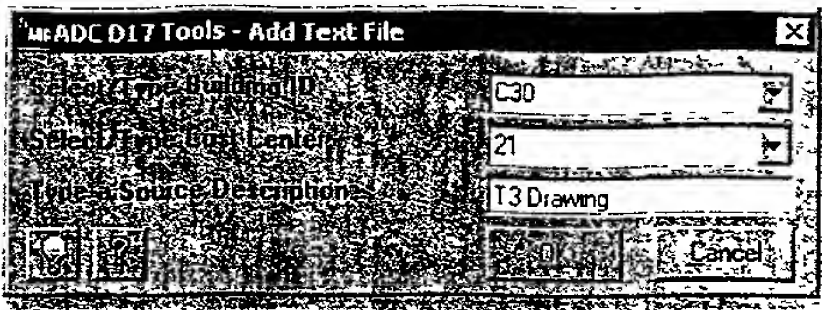 ADC D17 Tools - Add Text File
Select/Type Building ID C30
Select/Type Cost Center 21
Type a Source Description T3 Drawing
? OK Cancel